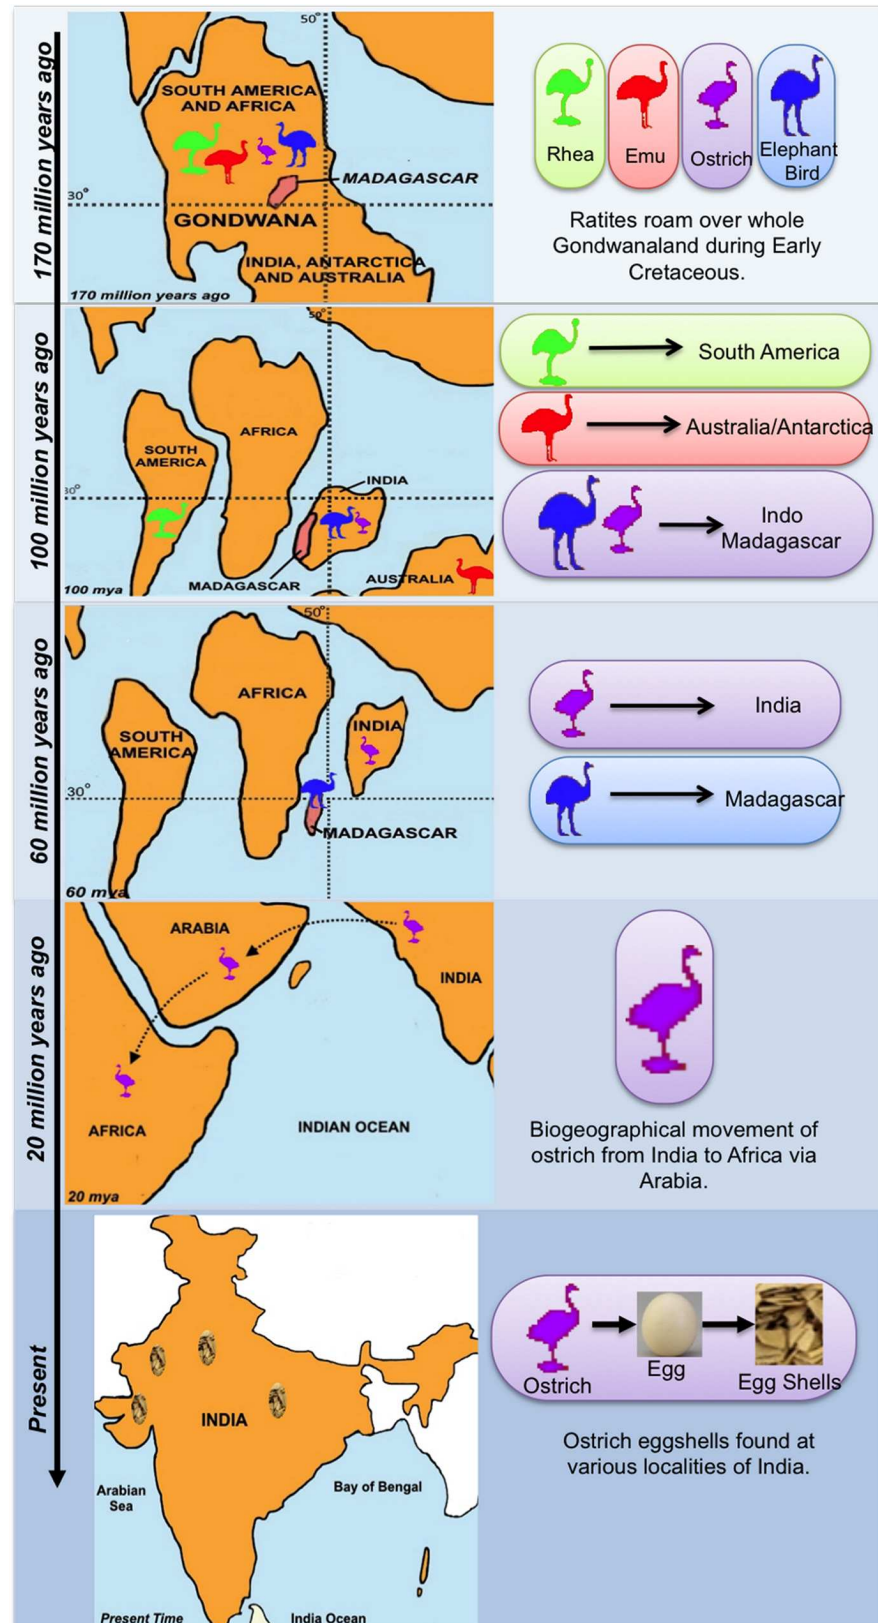 170 million years ago
50°
SOUTH AMERICA
AND AFRICA
MADAGASCAR
30°
GONDWANA
INDIA, ANTARCTICA
AND AUSTRALIA
170 million years ago
Rhea
Emu
Ostrich
Elephant
Bird
Ratites roam over whole
Gondwanaland during Early
Cretaceous.
100 million years ago
50°
SOUTH
AMERICA
AFRICA
INDIA
30°
MADAGASCAR
AUSTRALIA
100 mya
South America
Australia/Antarctica
Indo
Madagascar
60 million years ago
50°
AFRICA
SOUTH
AMERICA
INDIA
30°
MADAGASCAR
60 mya
India
Madagascar
20 million years ago
ARABIA
INDIA
AFRICA
INDIAN OCEAN
20 mya
Biogeographical movement of
ostrich from India to Africa via
Arabia.
Present
INDIA
Arabian
Sea
Bay of Bengal
Present Time
India Ocean
Ostrich
Egg
Egg Shells
Ostrich eggshells found at
various localities of India.